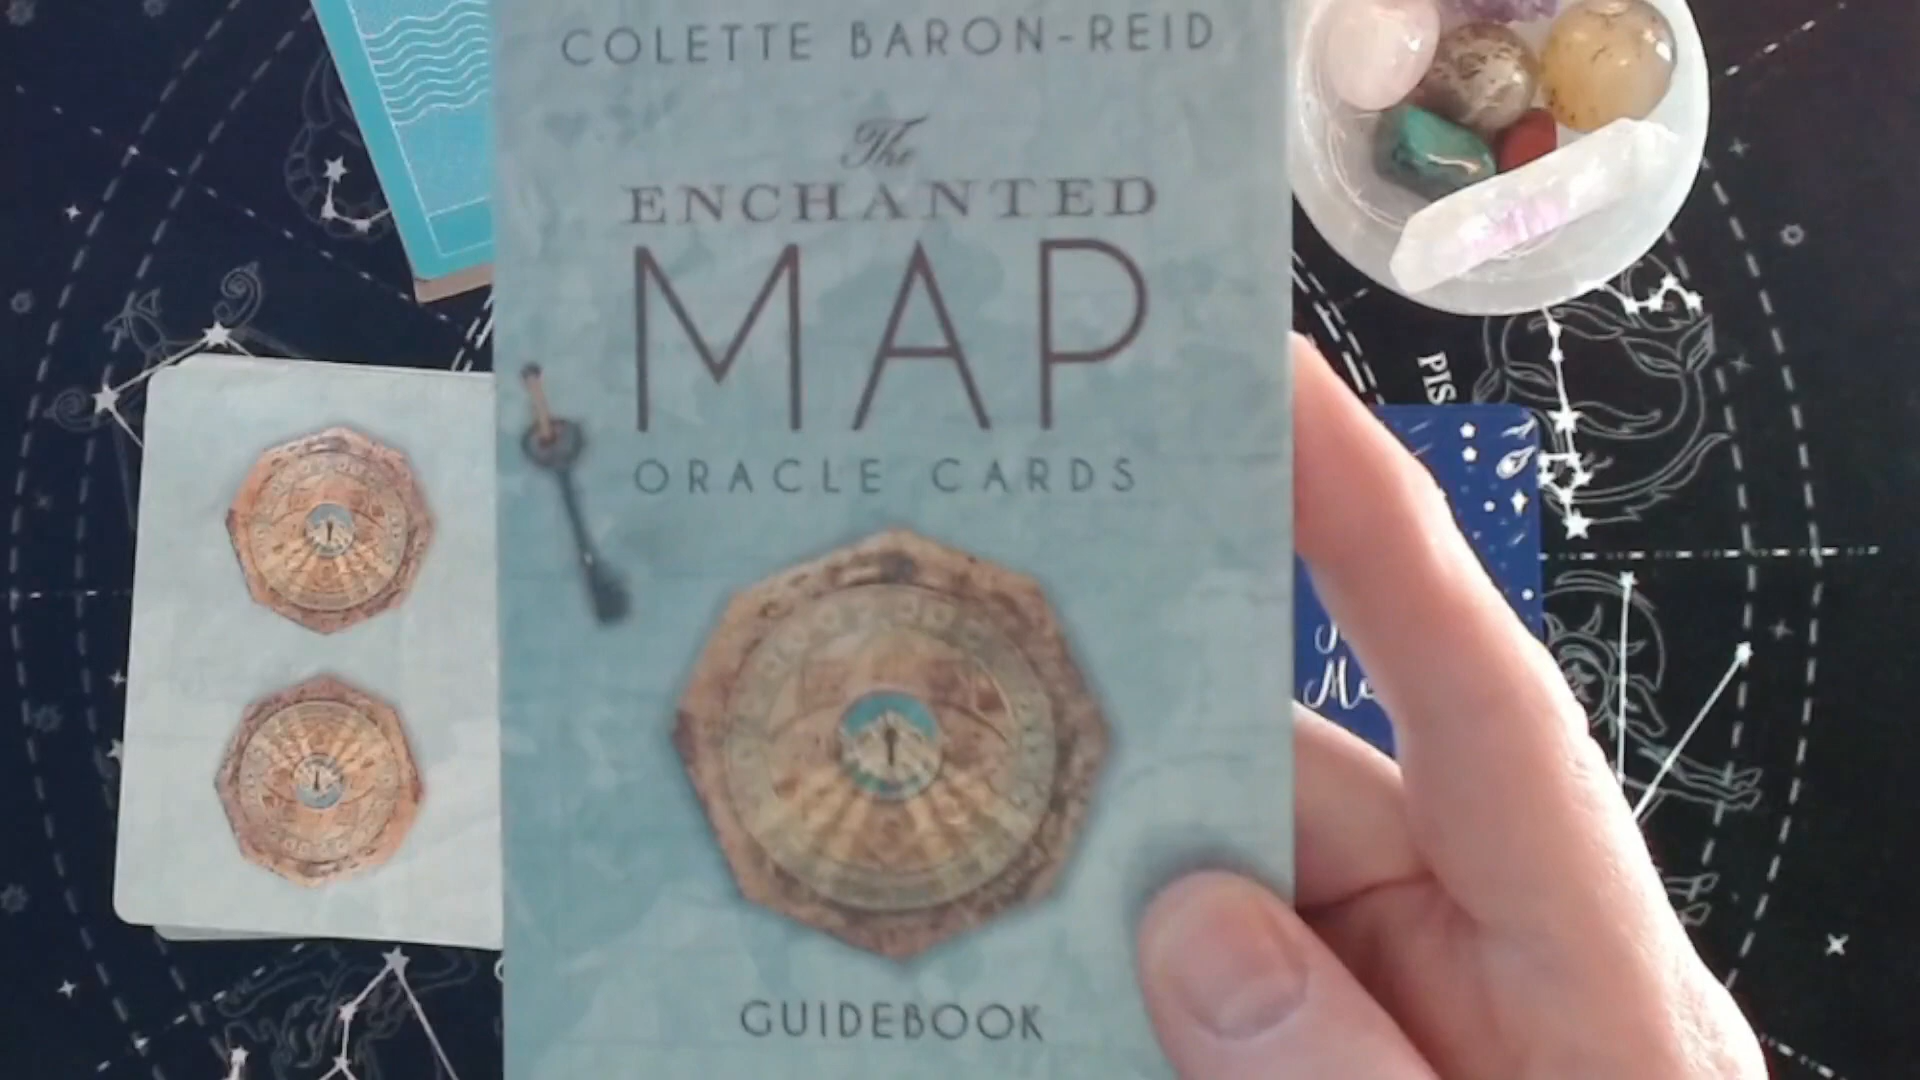 COLETTE BARON-REID
The
ENCHANTED
MAP
ORACLE CARDS
GUIDEBOOK
PIS